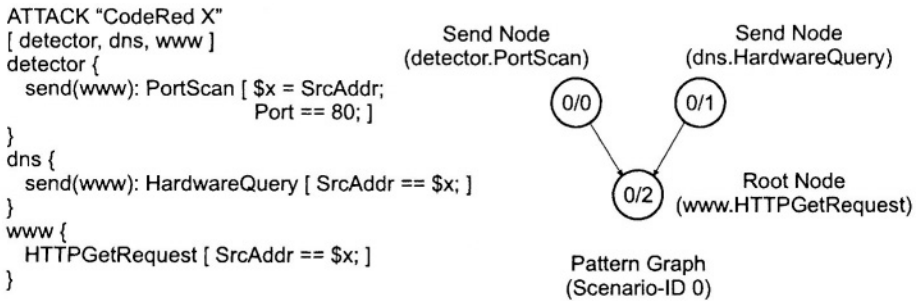 ATTACK “CodeRed X”
[ detector, dns, www ]
detector {
send(www): PortScan [ $x = SrcAddr;
Port == 80; ]
}
dns {
send(www): HardwareQuery [ SrcAddr == $x; ]
}
www {
HTTPGetRequest [ SrcAddr == $x; ]
}
Send Node
(detector.PortScan)
Send Node
(dns.HardwareQuery)
0/0
0/1
0/2
Root Node
(www.HTTPGetRequest)
Pattern Graph
(Scenario-ID 0)